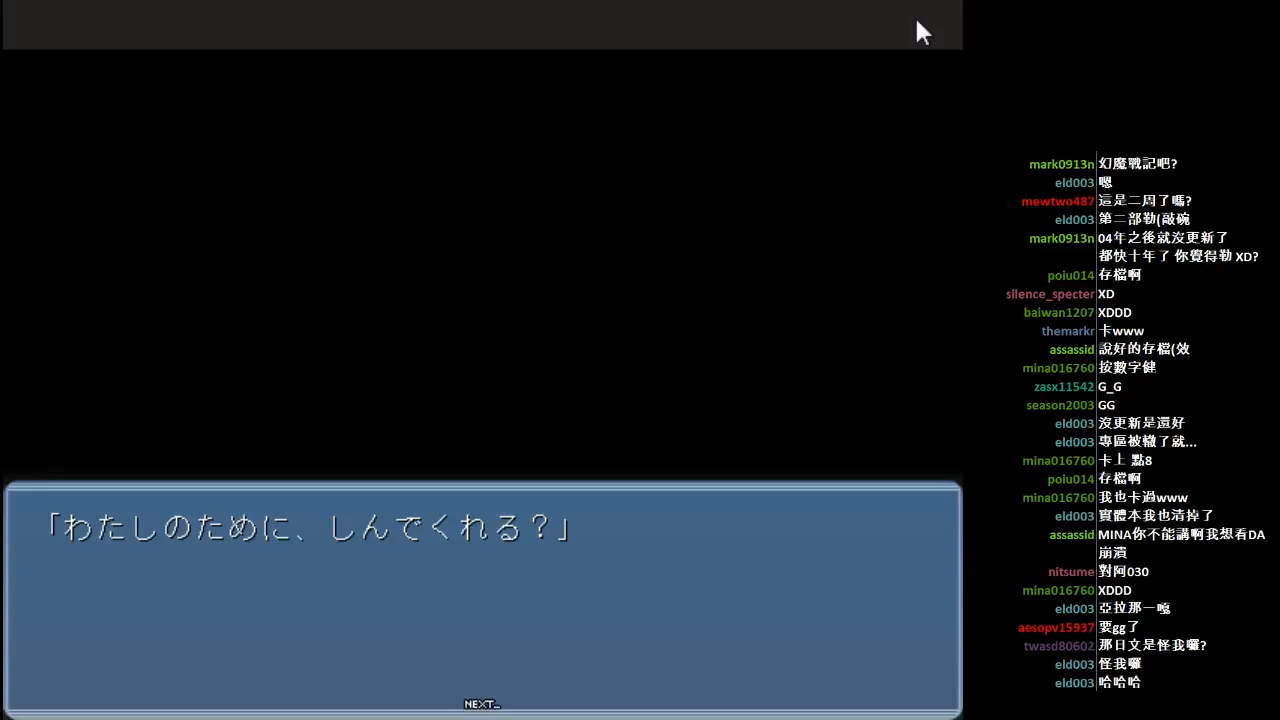 「わたしのために、しんでくれる？」
NEXT...
mark0913n 幻魔戰記吧?
eld003 嗯
mewtwo487 這是二周了嗎?
eld003 第二部勒(敲碗
mark0913n 04年之後就沒更新了
都快十年了 你覺得勒 XD?
poiu014 存檔啊
silence_specter XD
baiwan1207 XDDD
themarkr 卡www
assassid 說好的存檔(效
mina016760 按數字健
zasx11542 G_G
season2003 GG
eld003 沒更新是還好
eld003 專區被轍了就...
mina016760 卡上 點8
poiu014 存檔啊
mina016760 我也卡過www
eld003 實體本我也清掉了
assassid MINA你不能講啊我想看DA
崩潰
nitsume 對阿030
mina016760 XDDD
eld003 亞拉那一嘎
aesopv15937 要gg了
twasd80602 那日文是怪我囉?
eld003 怪我囉
eld003 哈哈哈